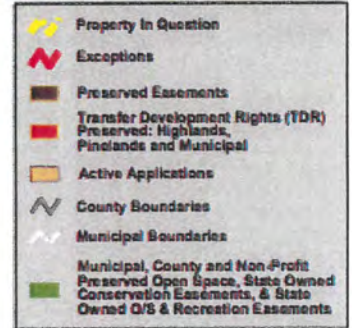 Property In Question
Exceptions
Preserved Easements
Transfer Development Rights (TDR)
Preserved: Highlands,
Pinelands and Municipal
Active Applications
County Boundaries
Municipal Boundaries
Municipal, County and Non-Profit
Preserved Open Space, State Owned
Conservation Easements, & State
Owned O/S & Recreation Easements